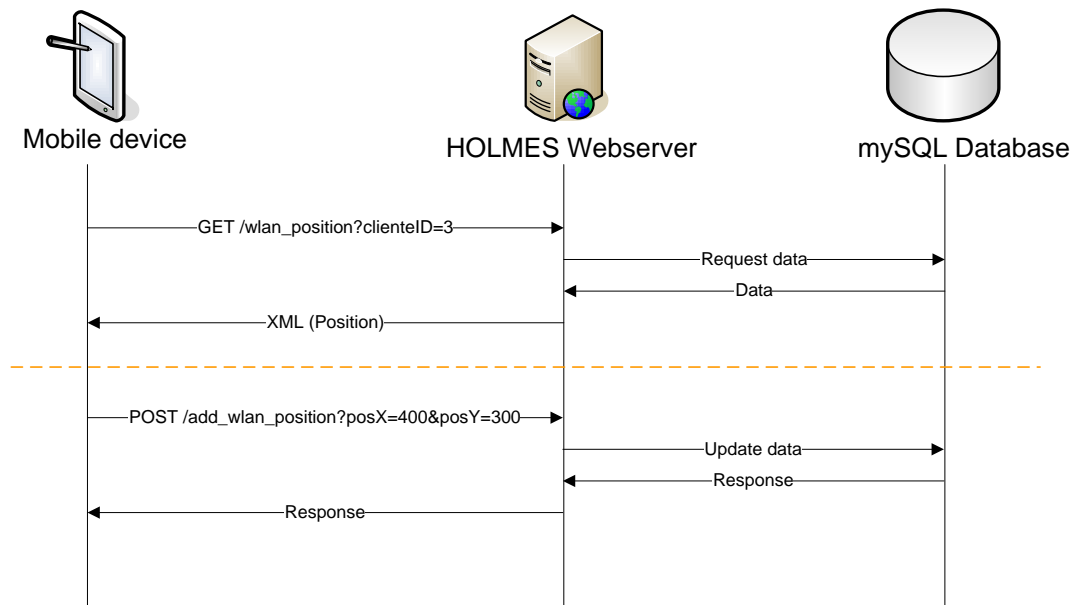 Mobile device
HOLMES Webserver
mySQL Database
GET /wlan_position?clienteID=3
Request data
Data
XML (Position)
POST /add_wlan_position?posX=400&posY=300
Update data
Response
Response